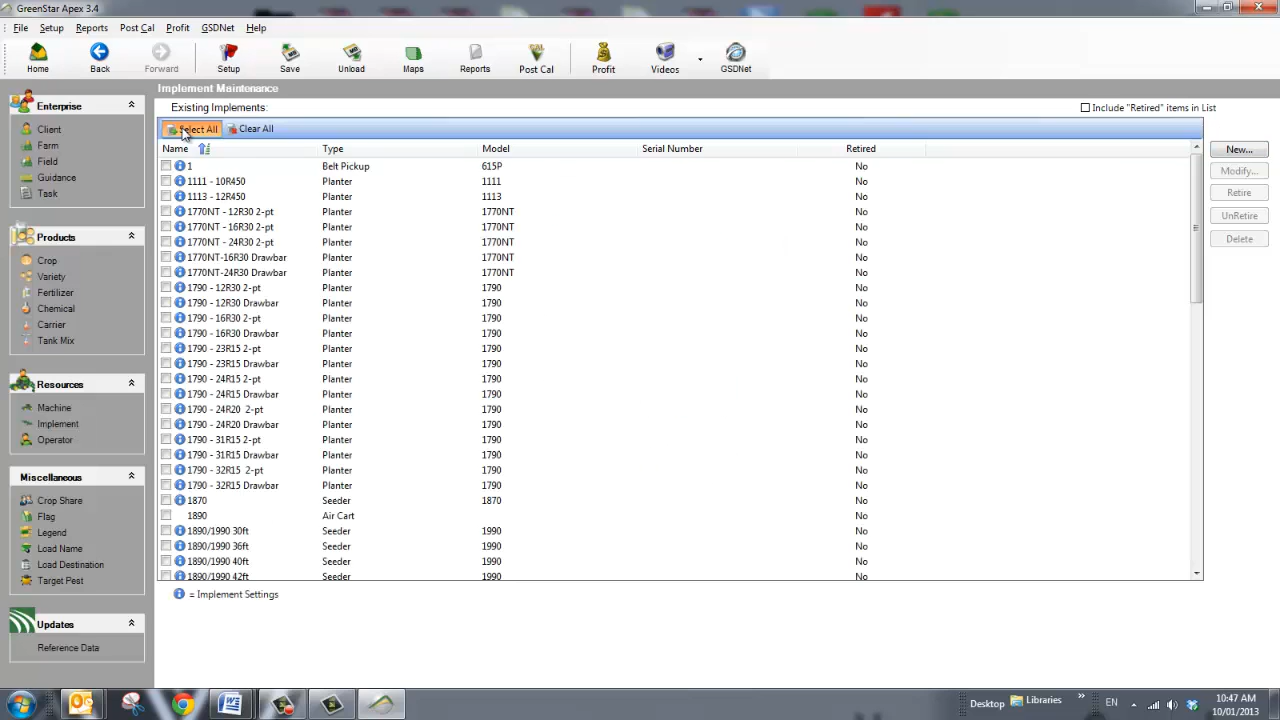 GreenStar Apex 3.4
File Setup Reports Post Cal Profit GSDNet Help
Home Back Forward Setup Save Unload Maps Reports Post Cal Profit Videos GSDNet
Implement Maintenance
Enterprise
Client
Farm
Field
Guidance
Task
Products
Crop
Variety
Fertilizer
Chemical
Carrier
Tank Mix
Resources
Machine
Implement
Operator
Miscellaneous
Crop Share
Flag
Legend
Load Name
Load Destination
Target Pest
Updates
Reference Data
Existing Implements:
Include "Retired" items in List
Select All Clear All
Name Type Model Serial Number Retired
1 Belt Pickup 615P No
1111 - 10R450 Planter 1111 No
1113 - 12R450 Planter 1113 No
1770NT - 12R30 2-pt Planter 1770NT No
1770NT - 16R30 2-pt Planter 1770NT No
1770NT - 24R30 2-pt Planter 1770NT No
1770NT-16R30 Drawbar Planter 1770NT No
1770NT-24R30 Drawbar Planter 1770NT No
1790 - 12R30 2-pt Planter 1790 No
1790 - 12R30 Drawbar Planter 1790 No
1790 - 16R30 2-pt Planter 1790 No
1790 - 16R30 Drawbar Planter 1790 No
1790 - 23R15 2-pt Planter 1790 No
1790 - 23R15 Drawbar Planter 1790 No
1790 - 24R15 2-pt Planter 1790 No
1790 - 24R15 Drawbar Planter 1790 No
1790 - 24R20 2-pt Planter 1790 No
1790 - 24R20 Drawbar Planter 1790 No
1790 - 31R15 2-pt Planter 1790 No
1790 - 31R15 Drawbar Planter 1790 No
1790 - 32R15 2-pt Planter 1790 No
1790 - 32R15 Drawbar Planter 1790 No
1870 Seeder 1870 No
1890 Air Cart No
1890/1990 30ft Seeder 1990 No
1890/1990 36ft Seeder 1990 No
1890/1990 40ft Seeder 1990 No
1890/1990 42ft Seeder 1990 No
= Implement Settings
New...
Modify...
Retire
UnRetire
Delete
Desktop Libraries EN 10:47 AM
10/01/2013